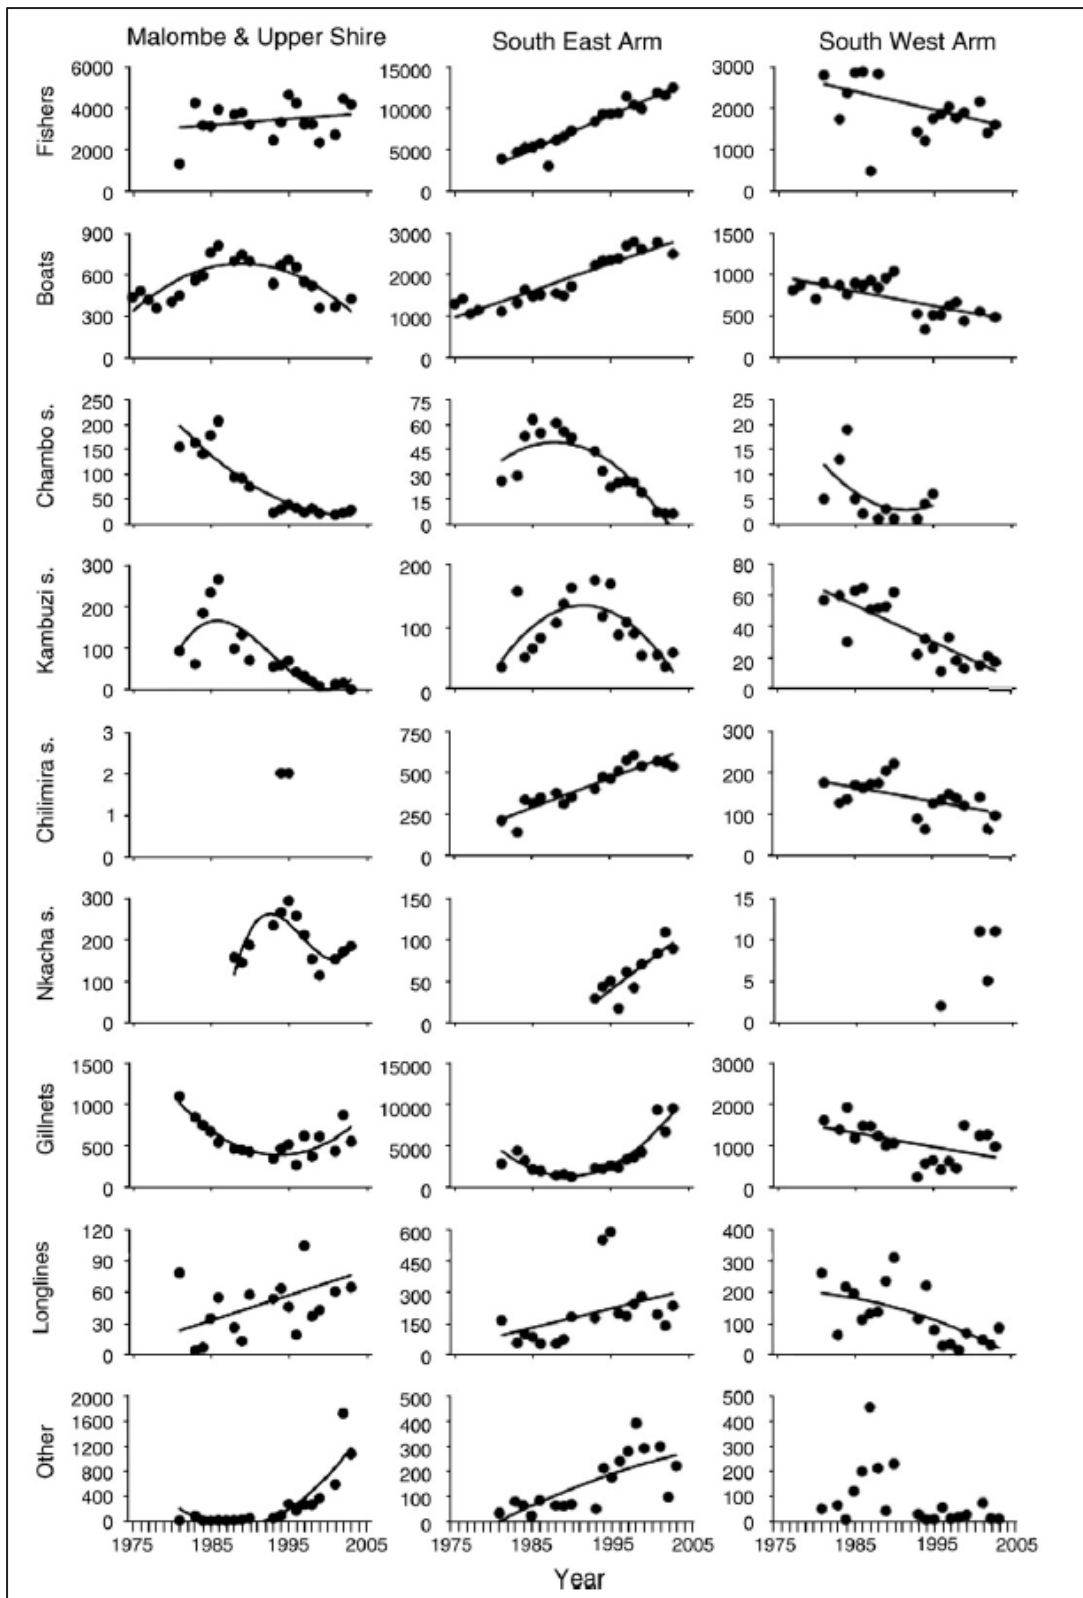 Malombe & Upper Shire South East Arm South West Arm
Fishers
6000 4000 2000 0
15000 10000 5000 0
3000 2000 1000 0
Boats
900 600 300 0
3000 2000 1000 0
1500 1000 500 0
Chambo s.
250 200 150 100 50 0
75 60 45 30 15 0
25 20 15 10 5 0
Kambuzi s.
300 200 100 0
200 100 0
80 60 40 20 0
Chilimira s.
3 2 1 0
750 500 250 0
300 200 100 0
Nkacha s.
300 200 100 0
150 100 50 0
15 10 5 0
Gillnets
1500 1000 500 0
15000 10000 5000 0
3000 2000 1000 0
Longlines
120 90 60 30 0
600 450 300 150 0
400 300 200 100 0
Other
2000 1600 1200 800 400 0
500 400 300 200 100 0
500 400 300 200 100 0
1975 1985 1995 2005 1975 1985 1995 2005 1975 1985 1995 2005
Year